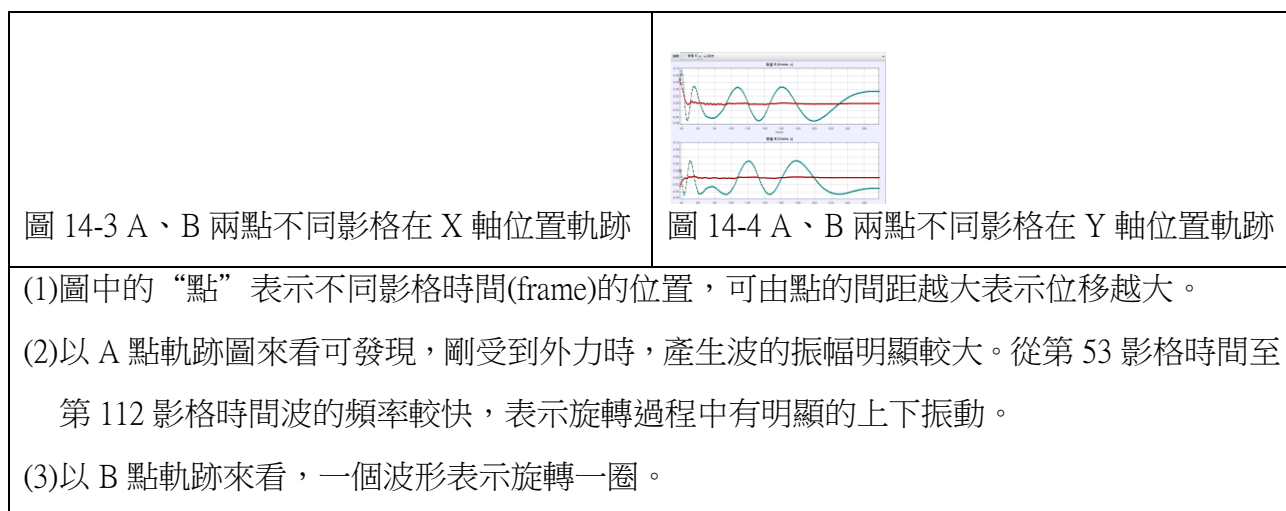 圖 14-3 A、B 兩點不同影格在 X 軸位置軌跡
圖 14-4 A、B 兩點不同影格在 Y 軸位置軌跡
(1)圖中的“點”表示不同影格時間(frame)的位置，可由點的間距越大表示位移越大。
(2)以 A 點軌跡圖來看可發現，剛受到外力時，產生波的振幅明顯較大。從第 53 影格時間至
第 112 影格時間波的頻率較快，表示旋轉過程中有明顯的上下振動。
(3)以 B 點軌跡來看，一個波形表示旋轉一圈。